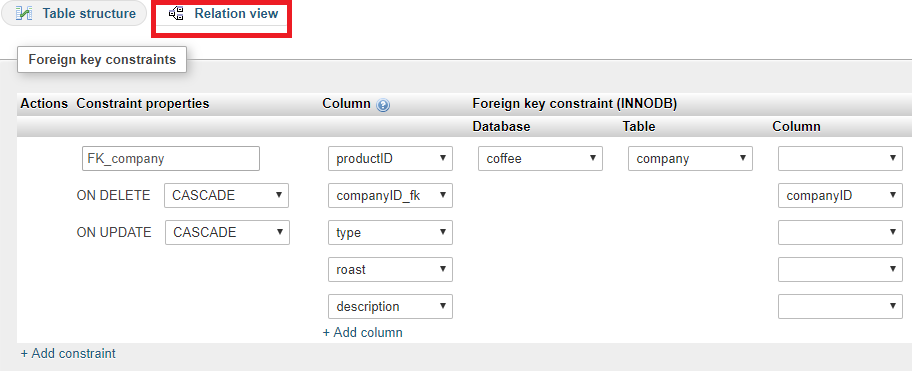 Table structure Relation view
Foreign key constraints
Actions Constraint properties Column Foreign key constraint (INNODB)
Database Table Column
FK_company productID coffee company
ON DELETE CASCADE companyID_fk companyID
ON UPDATE CASCADE type
roast
description
+ Add column
+ Add constraint